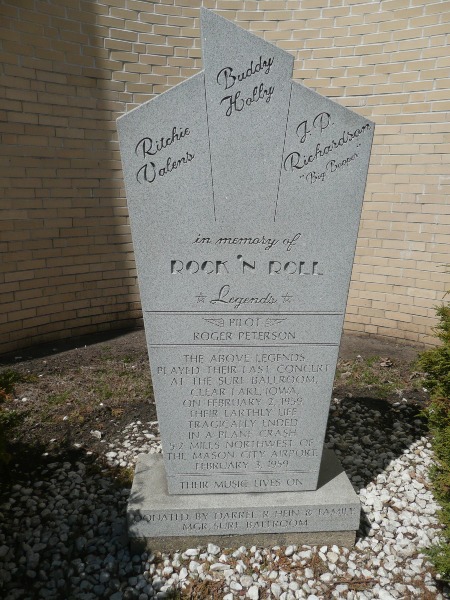 Buddy
Holly
Ritchie
Valens
J.P.
Richardson
"Big Bopper"
in memory of
ROCK 'N ROLL
Legends
PILOT
ROGER PETERSON
THE ABOVE LEGENDS
PLAYED THEIR LAST CONCERT
AT THE SURF BALLROOM,
CLEAR LAKE, IOWA
ON FEBRUARY 2, 1959.
THEIR EARTHLY LIFE
TRAGICALLY ENDED
IN A PLANE CRASH
5.2 MILES NORTHWEST OF
THE MASON CITY AIRPORT
FEBRUARY 3, 1959
THEIR MUSIC LIVES ON
DONATED BY DARREL R. HEIN & FAMILY
MGR. SURF BALLROOM